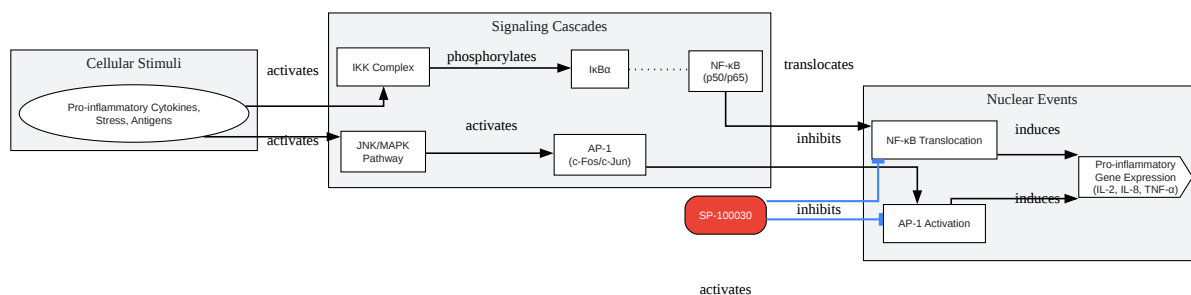 Signaling Cascades
Cellular Stimuli
activates
phosphorylates
translocates
IKK Complex
IκBα
NF-κB
(p50/p65)
Pro-inflammatory Cytokines,
Stress, Antigens
Nuclear Events
activates
activates
inhibits
induces
JNK/MAPK
Pathway
AP-1
(c-Fos/c-Jun)
NF-κB Translocation
Pro-inflammatory
Gene Expression
(IL-2, IL-8, TNF-α)
SP-100030
inhibits
induces
AP-1 Activation
activates